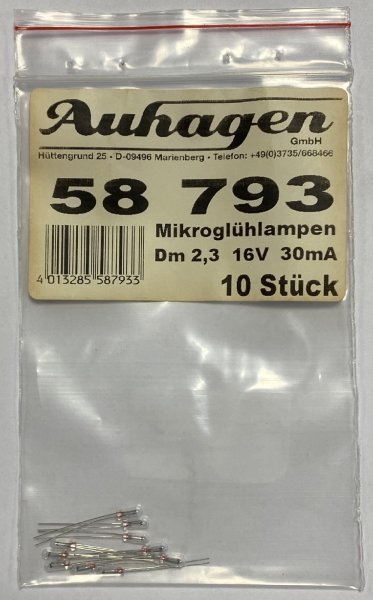 Auhagen
GmbH
Hüttengrund 25 • D-09496 Marienberg • Telefon: +49(0)3735/668466
58 793
Mikroglühlampen
Dm 2,3 16V 30mA
4 013285 587933
10 Stück